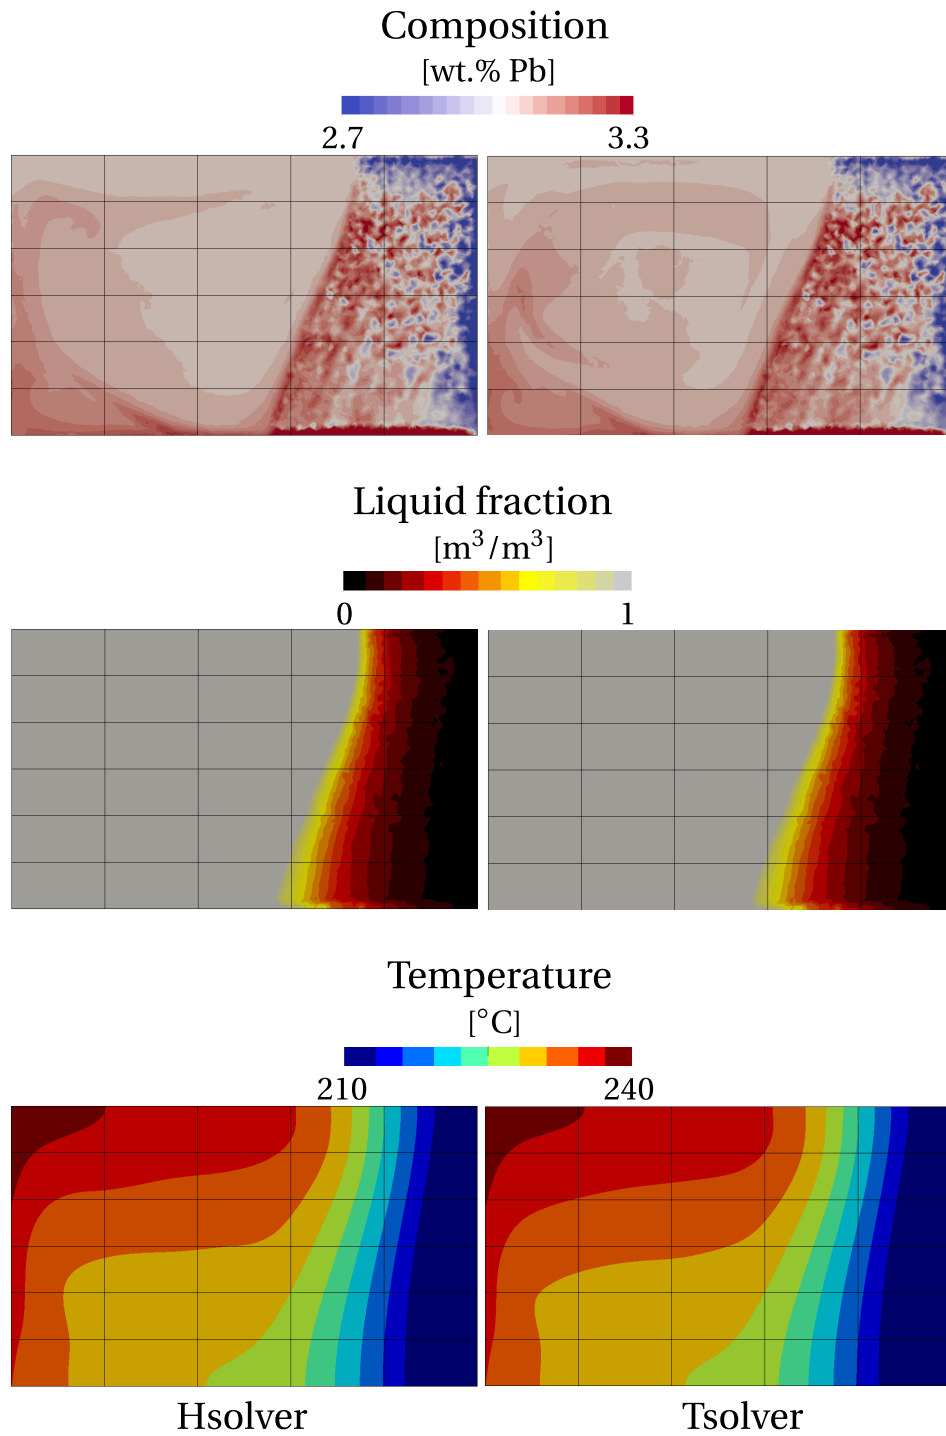 Composition
[wt.% Pb]
2.7 3.3
Liquid fraction
[m³/m³]
0 1
Temperature
[°C]
210 240
Hsolver Tsolver